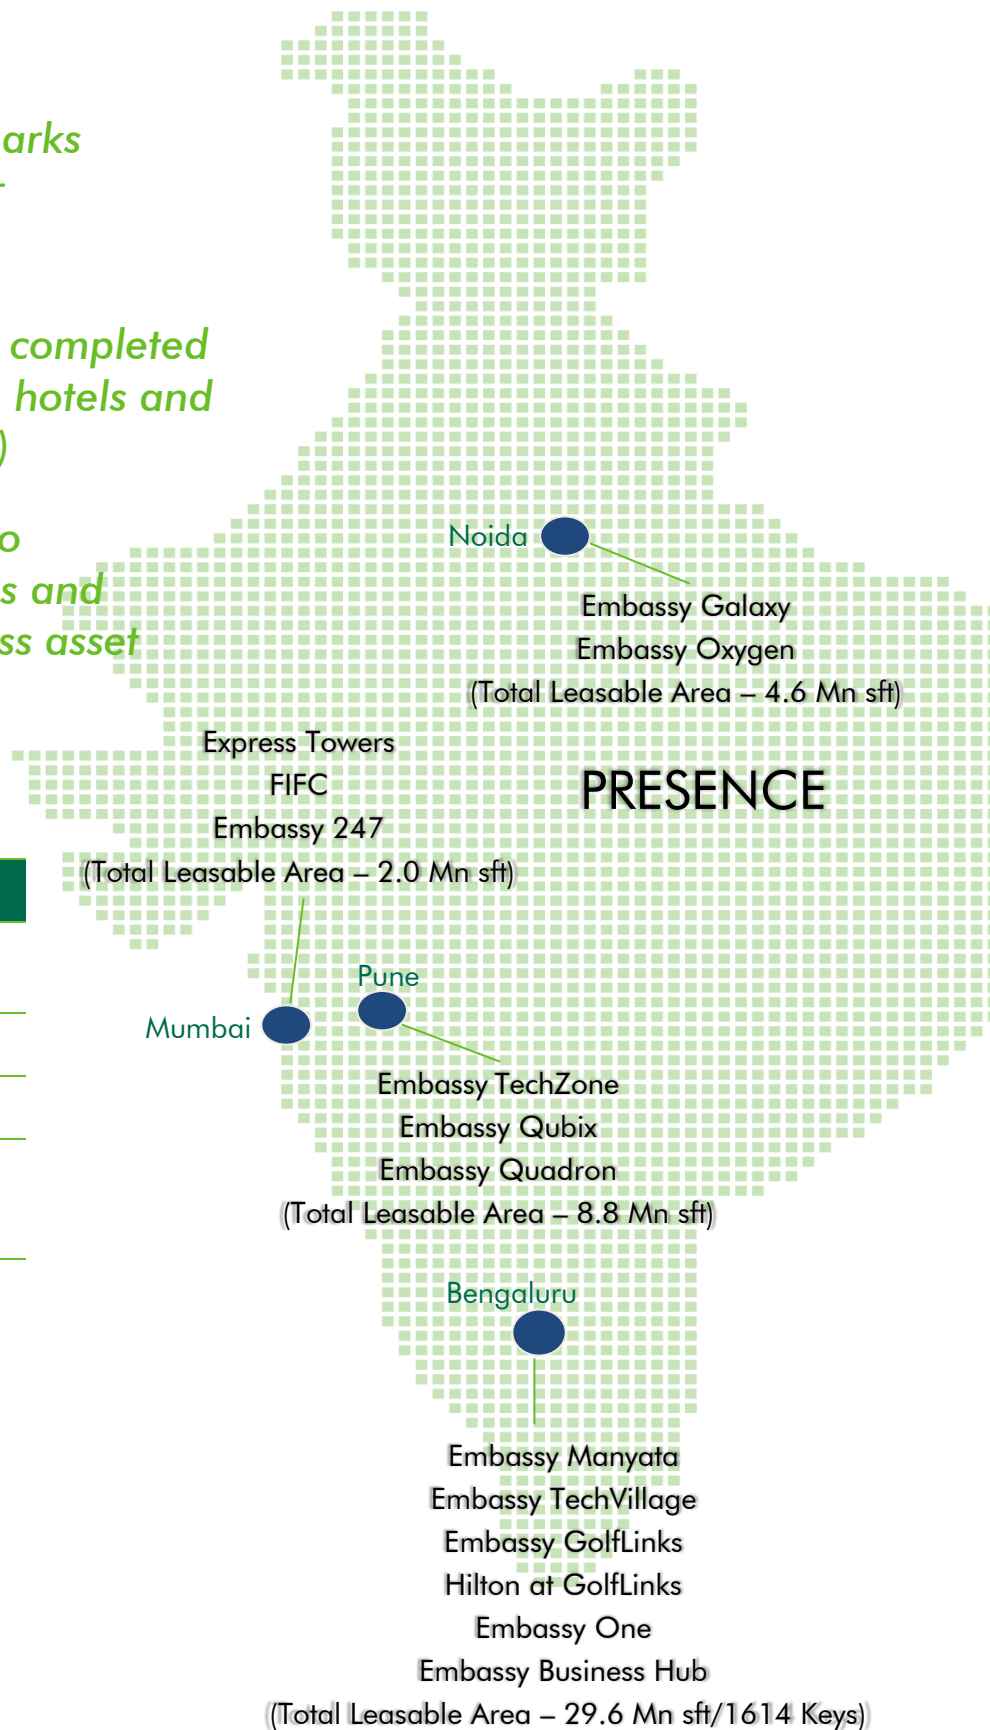 arks
completed
hotels and
)
o
s and
ss asset
Noida
Embassy Galaxy
Embassy Oxygen
(Total Leasable Area – 4.6 Mn sft)
Express Towers
FIFC
Embassy 247
(Total Leasable Area – 2.0 Mn sft)
PRESENCE
Pune
Mumbai
Embassy TechZone
Embassy Qubix
Embassy Quadron
(Total Leasable Area – 8.8 Mn sft)
Bengaluru
Embassy Manyata
Embassy TechVillage
Embassy GolfLinks
Hilton at GolfLinks
Embassy One
Embassy Business Hub
(Total Leasable Area – 29.6 Mn sft/1614 Keys)